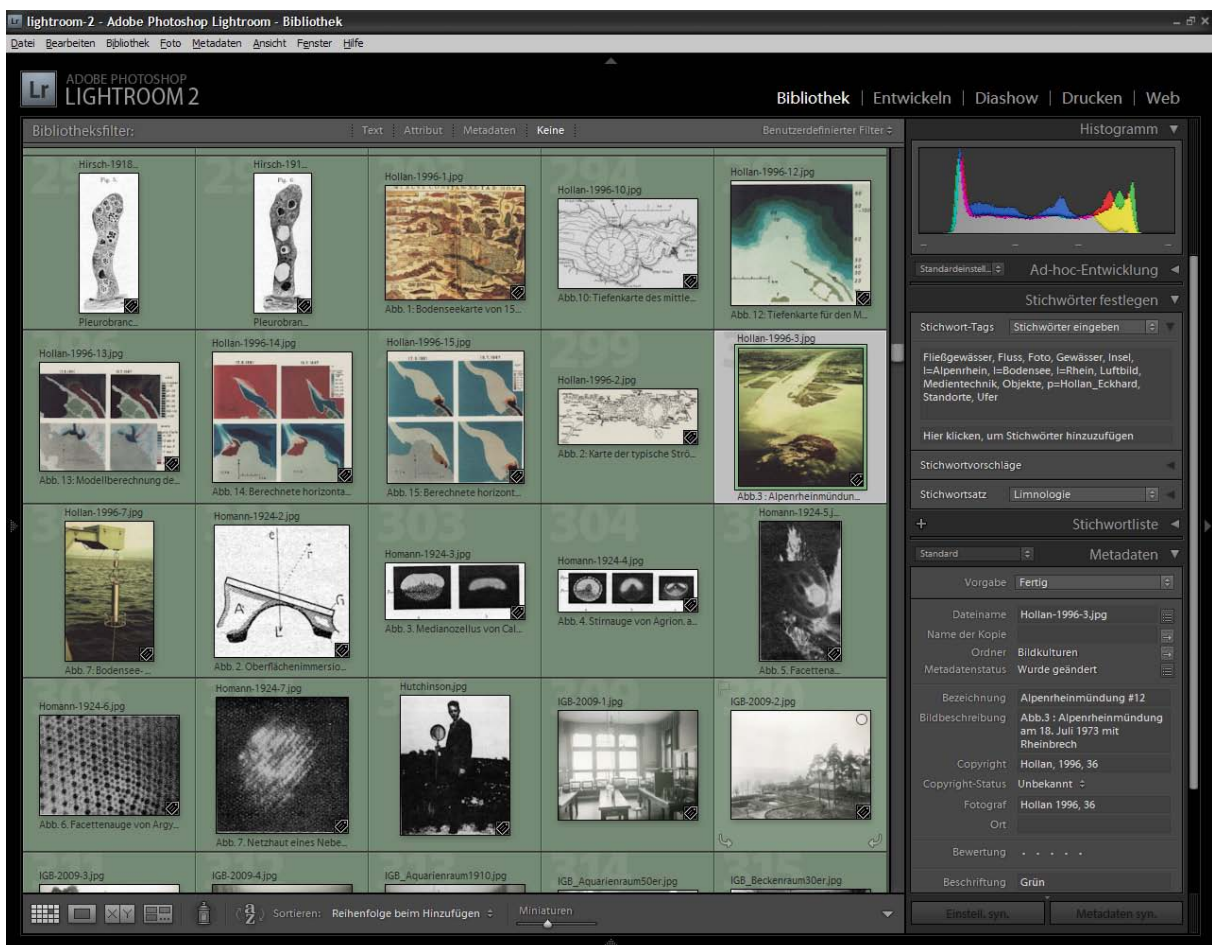 lightroom-2 - Adobe Photoshop Lightroom - Bibliothek
Datei Bearbeiten Bibliothek Foto Metadaten Ansicht Fenster Hilfe
Lr ADOBE PHOTOSHOP
LIGHTROOM 2
Bibliothek | Entwickeln | Diashow | Drucken | Web
Bibliotheksfilter: Text Attribut Metadaten Keine Benutzerdefinierter Filter
Histogramm
Hirsch-1918...
Hirsch-191...
Hollan-1996-1.jpg
Hollan-1996-10.jpg
Hollan-1996-12.jpg
Pleurobranc...
Pleurobran...
Abb. 1: Bodenseekarte von 15...
Abb.10: Tiefenkarte des mittle...
Abb. 12: Tiefenkarte für den M...
Hollan-1996-13.jpg
Hollan-1996-14.jpg
Hollan-1996-15.jpg
299
Hollan-1996-2.jpg
Hollan-1996-3.jpg
Abb. 13: Modellberechnung de...
Abb. 14: Berechnete horizonta...
Abb. 15: Berechnete horizont...
Abb. 2: Karte der typische Strö...
Abb.3 : Alpenrheinmündun...
Hollan-1996-7.jpg
Homann-1924-2.jpg
303
Homann-1924-3.jpg
304
Homann-1924-4.jpg
Homann-1924-5.j...
Abb. 7: Bodensee-...
Abb. 2. Oberflächenimmersio...
Abb. 3. Medianozellus von Cal...
Abb. 4. Stirnauge von Agrion. a...
Abb. 5. Facettena...
Homann-1924-6.jpg
Homann-1924-7.jpg
Hutchinson.jpg
IGB-2009-1.jpg
IGB-2009-2.jpg
Abb. 6. Facettenauge von Argy...
Abb. 7. Netzhaut eines Nebe...
IGB-2009-3.jpg
IGB-2009-4.jpg
IGB_Aquarienraum1910.jpg
IGB_Aquarienraum50er.jpg
IGB_Beckenraum30er.jpg
Sortieren: Reihenfolge beim Hinzufügen
Miniaturen
Standardeinstell... Ad-hoc-Entwicklung
Stichwörter festlegen
Stichwort-Tags Stichwörter eingeben
Fließgewässer, Fluss, Foto, Gewässer, Insel,
l=Alpenrhein, l=Bodensee, l=Rhein, Luftbild,
Medientechnik, Objekte, p=Hollan_Eckhard,
Standorte, Ufer
Hier klicken, um Stichwörter hinzuzufügen
Stichwortvorschläge
Stichwortsatz Limnologie
+ Stichwortliste
Standard Metadaten
Vorgabe Fertig
Dateiname Hollan-1996-3.jpg
Name der Kopie
Ordner Bildkulturen
Metadatenstatus Wurde geändert
Bezeichnung Alpenrheinmündung #12
Bildbeschreibung Abb.3 : Alpenrheinmündung
am 18. Juli 1973 mit
Rheinbrech
Copyright Hollan, 1996, 36
Copyright-Status Unbekannt
Fotograf Hollan 1996, 36
Ort
Bewertung . . . . .
Beschriftung Grün
Einstell. syn. Metadaten syn.